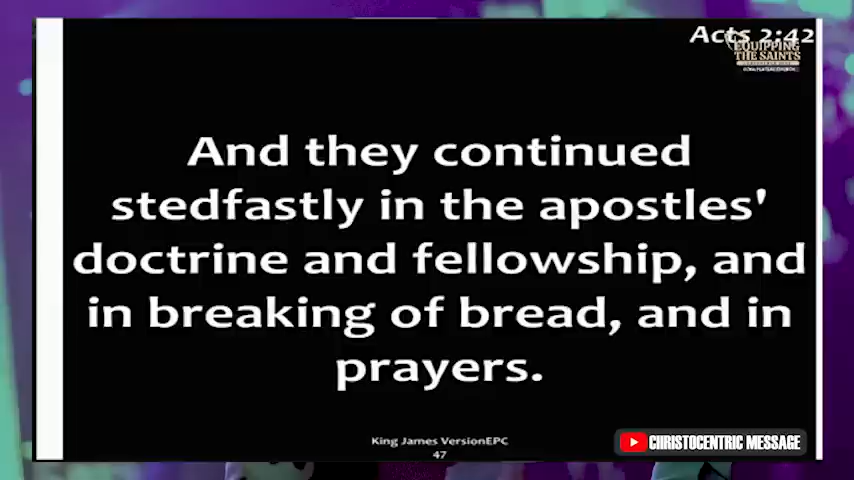 Acts 2:42
EQUIPPING
THE SAINTS
And they continued
stedfastly in the apostles'
doctrine and fellowship, and
in breaking of bread, and in
prayers.
King James VersionEPC
47
CHRISTOCENTRIC MESSAGE